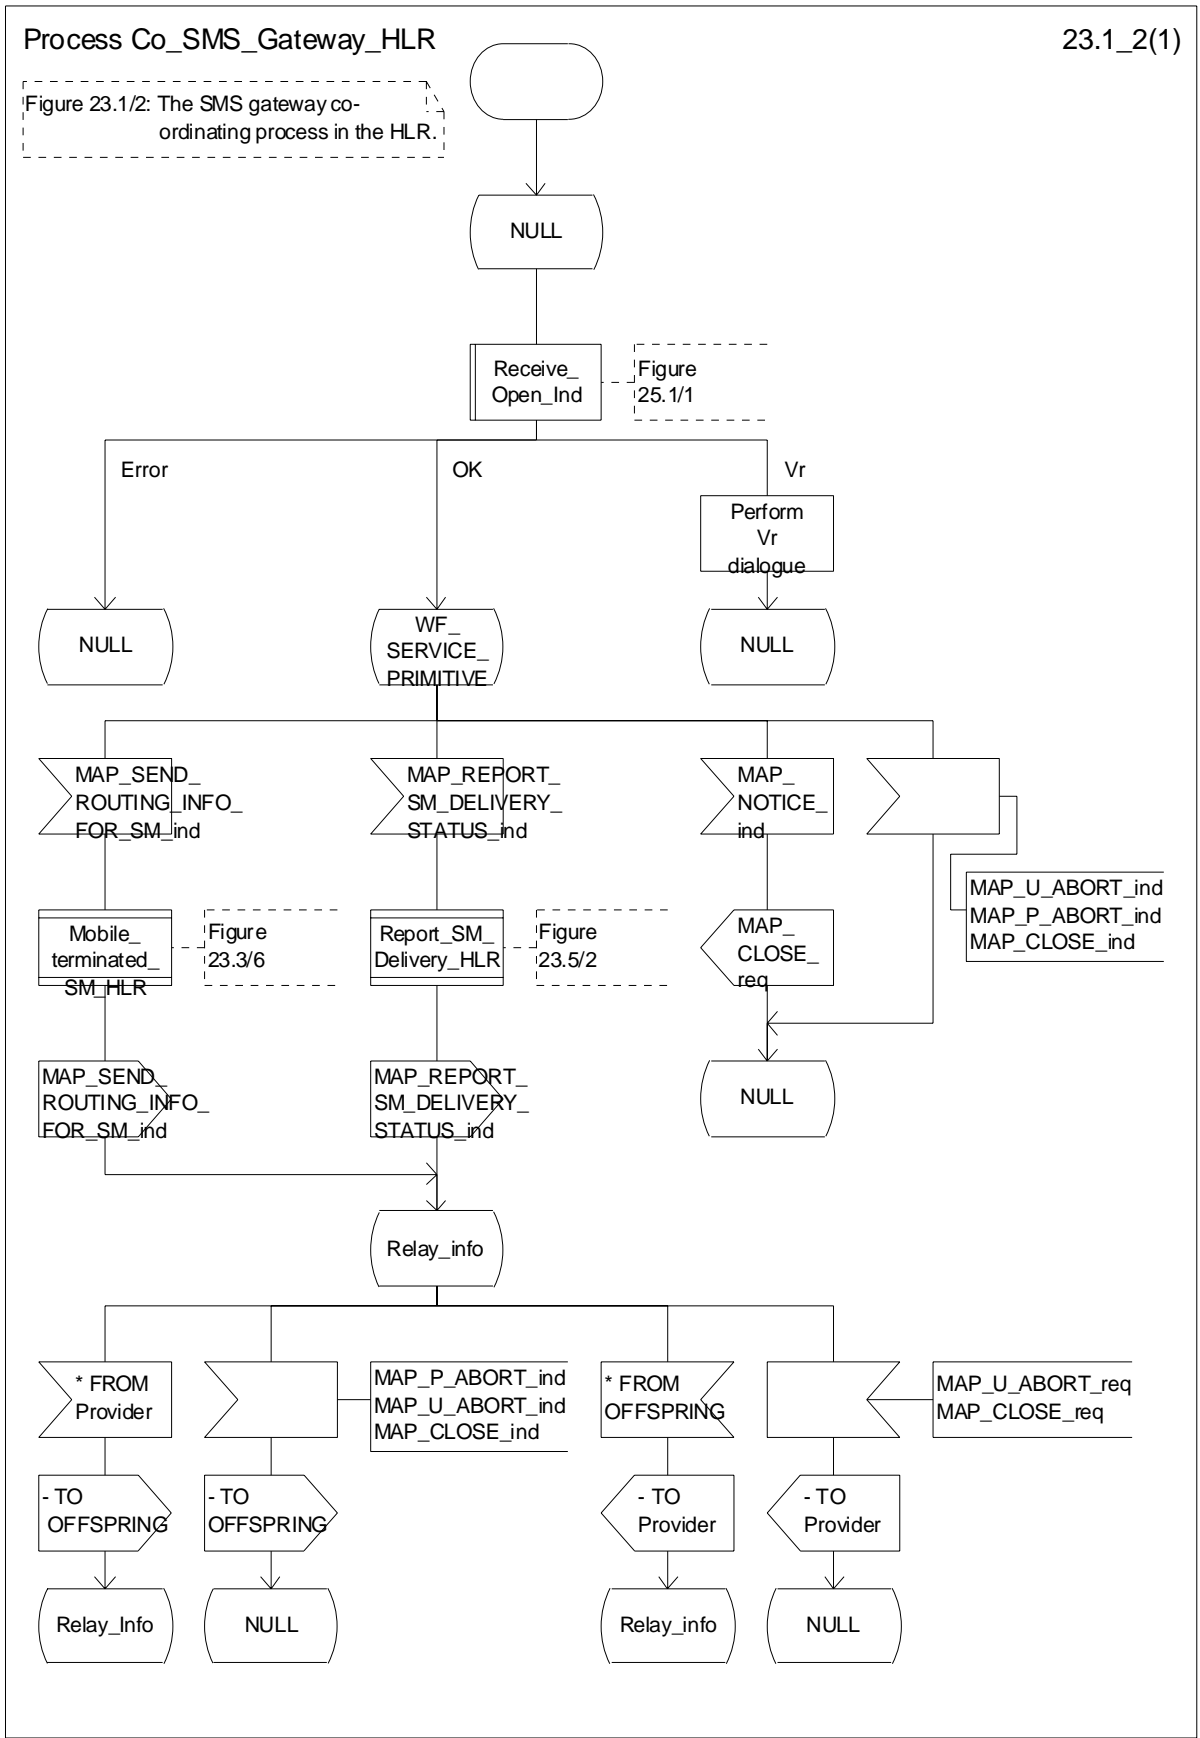 Process Co_SMS_Gateway_HLR
23.1_2(1)
Figure 23.1/2: The SMS gateway co-
ordinating process in the HLR.
NULL
Receive_
Open_Ind
Figure
25.1/1
Error
OK
Vr
Perform
Vr
dialogue
NULL
WF_
SERVICE_
PRIMITIVE
NULL
MAP_SEND_
ROUTING_INFO_
FOR_SM_ind
MAP_REPORT_
SM_DELIVERY_
STATUS_ind
MAP_
NOTICE_
ind
MAP_U_ABORT_ind
MAP_P_ABORT_ind
MAP_CLOSE_ind
Mobile_
terminated_
SM_HLR
Figure
23.3/6
Report_SM_
Delivery_HLR
Figure
23.5/2
MAP_
CLOSE_
req
MAP_SEND_
ROUTING_INFO_
FOR_SM_ind
MAP_REPORT_
SM_DELIVERY_
STATUS_ind
NULL
Relay_info
* FROM
Provider
MAP_P_ABORT_ind
MAP_U_ABORT_ind
MAP_CLOSE_ind
* FROM
OFFSPRING
MAP_U_ABORT_req
MAP_CLOSE_req
- TO
OFFSPRING
- TO
OFFSPRING
- TO
Provider
- TO
Provider
Relay_Info
NULL
Relay_info
NULL